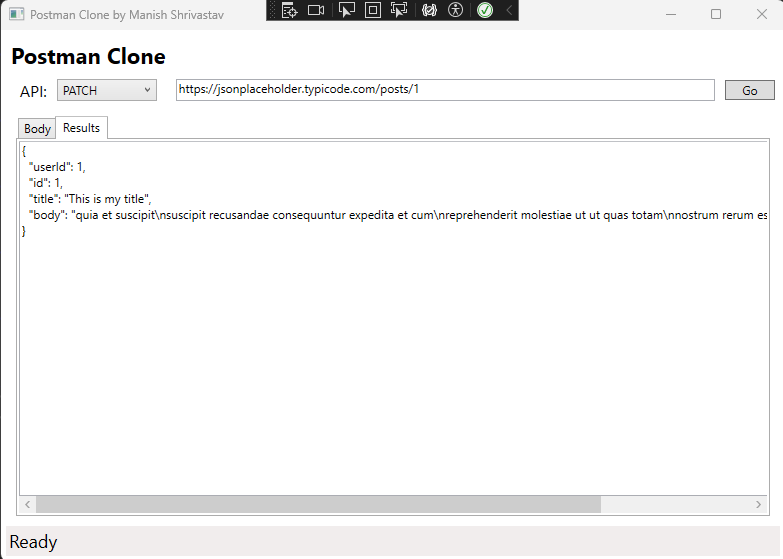 Postman Clone by Manish Shrivastav
Postman Clone
API: PATCH https://jsonplaceholder.typicode.com/posts/1 Go
Body Results
{
"userId": 1,
"id": 1,
"title": "This is my title",
"body": "quia et suscipit\nsuscipit recusandae consequuntur expedita et cum\nreprehenderit molestiae ut ut quas totam\nnostrum rerum es
}
Ready